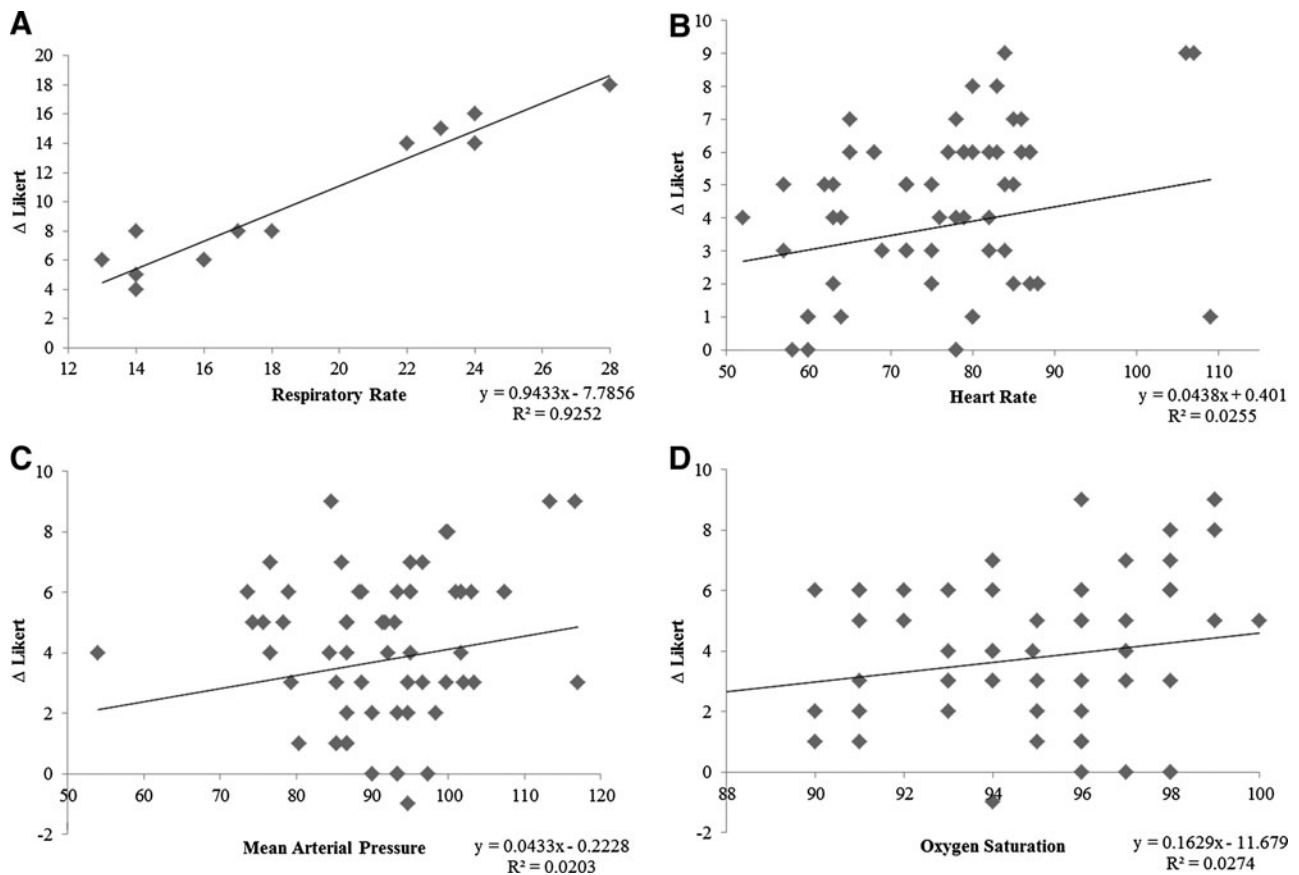 A
Δ Likert
20
18
16
14
12
10
8
6
4
2
0
12 14 16 18 20 22 24 26 28
Respiratory Rate
y = 0.9433x - 7.7856
R² = 0.9252
B
Δ Likert
10
9
8
7
6
5
4
3
2
1
0
50 60 70 80 90 100 110
Heart Rate
y = 0.0438x + 0.401
R² = 0.0255
C
Δ Likert
10
8
6
4
2
0
-2
50 60 70 80 90 100 110 120
Mean Arterial Pressure
y = 0.0433x - 0.2228
R² = 0.0203
D
Δ Likert
10
8
6
4
2
0
-2
88 90 92 94 96 98 100
Oxygen Saturation
y = 0.1629x - 11.679
R² = 0.0274